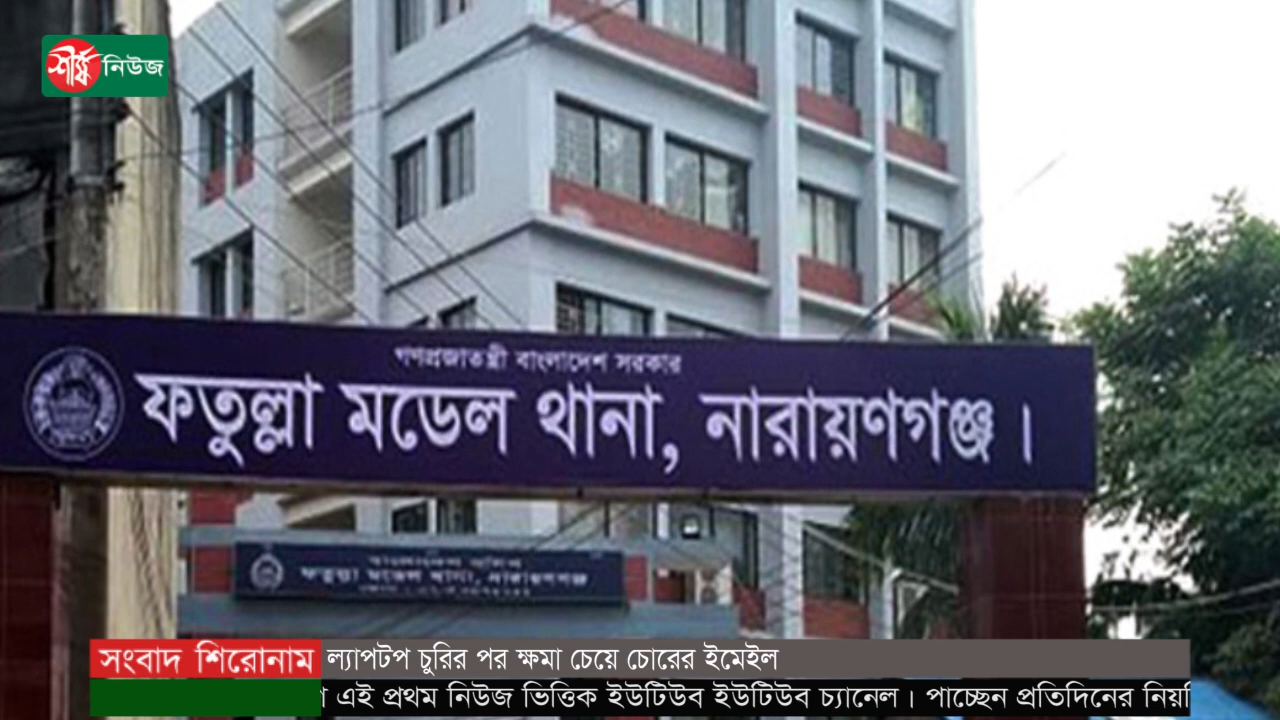 শীর্ষ নিউজ
গণপ্রজাতন্ত্রী বাংলাদেশ সরকার
ফতুল্লা মডেল থানা, নারায়ণগঞ্জ।
ফতুল্লা মডেল থানা, নারায়ণগঞ্জ
সংবাদ শিরোনাম ল্যাপটপ চুরির পর ক্ষমা চেয়ে চোরের ইমেইল
এই প্রথম নিউজ ভিত্তিক ইউটিউব ইউটিউব চ্যানেল। পাচ্ছেন প্রতিদিনের